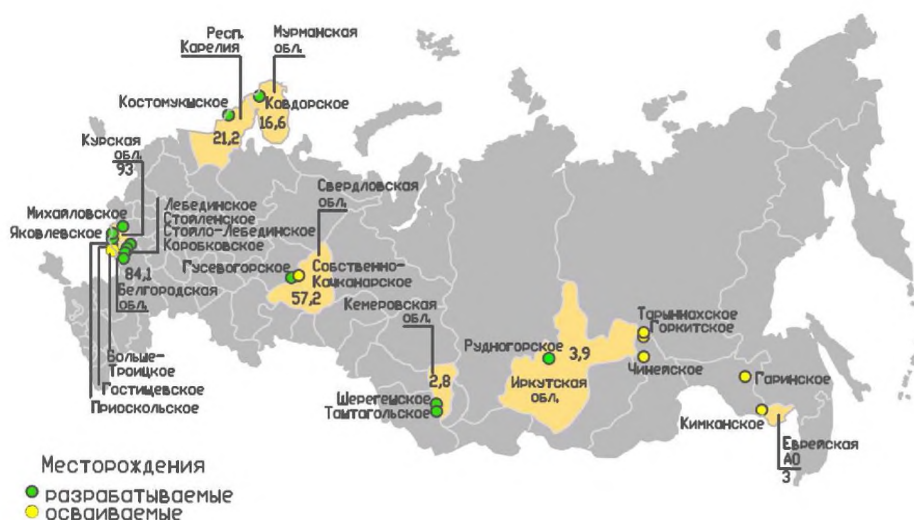 Респ.
Карелия
Мурманская
обл.
Костомукшское
Ковдорское
21,2
16,6
Курская
обл.
93
Михайловское
Яковлевское
Лебединское
Стойленское
Стойло-Лебединское
Коробковское
84,1
Белгородская
обл.
Больше-
Троицкое
Гостищевское
Приоскольское
Свердловская
обл.
Гусевогорское
Собственно-
Качканарское
57,2
Кемеровская
обл.
2,8
Шерегешское
Таштагольское
Рудногорское
3,9
Иркутская
обл.
Тарыннахское
Горкитское
Чинейское
Гаринское
Кимканское
Еврейская
АО
3
Месторождения
разрабатываемые
осваиваемые